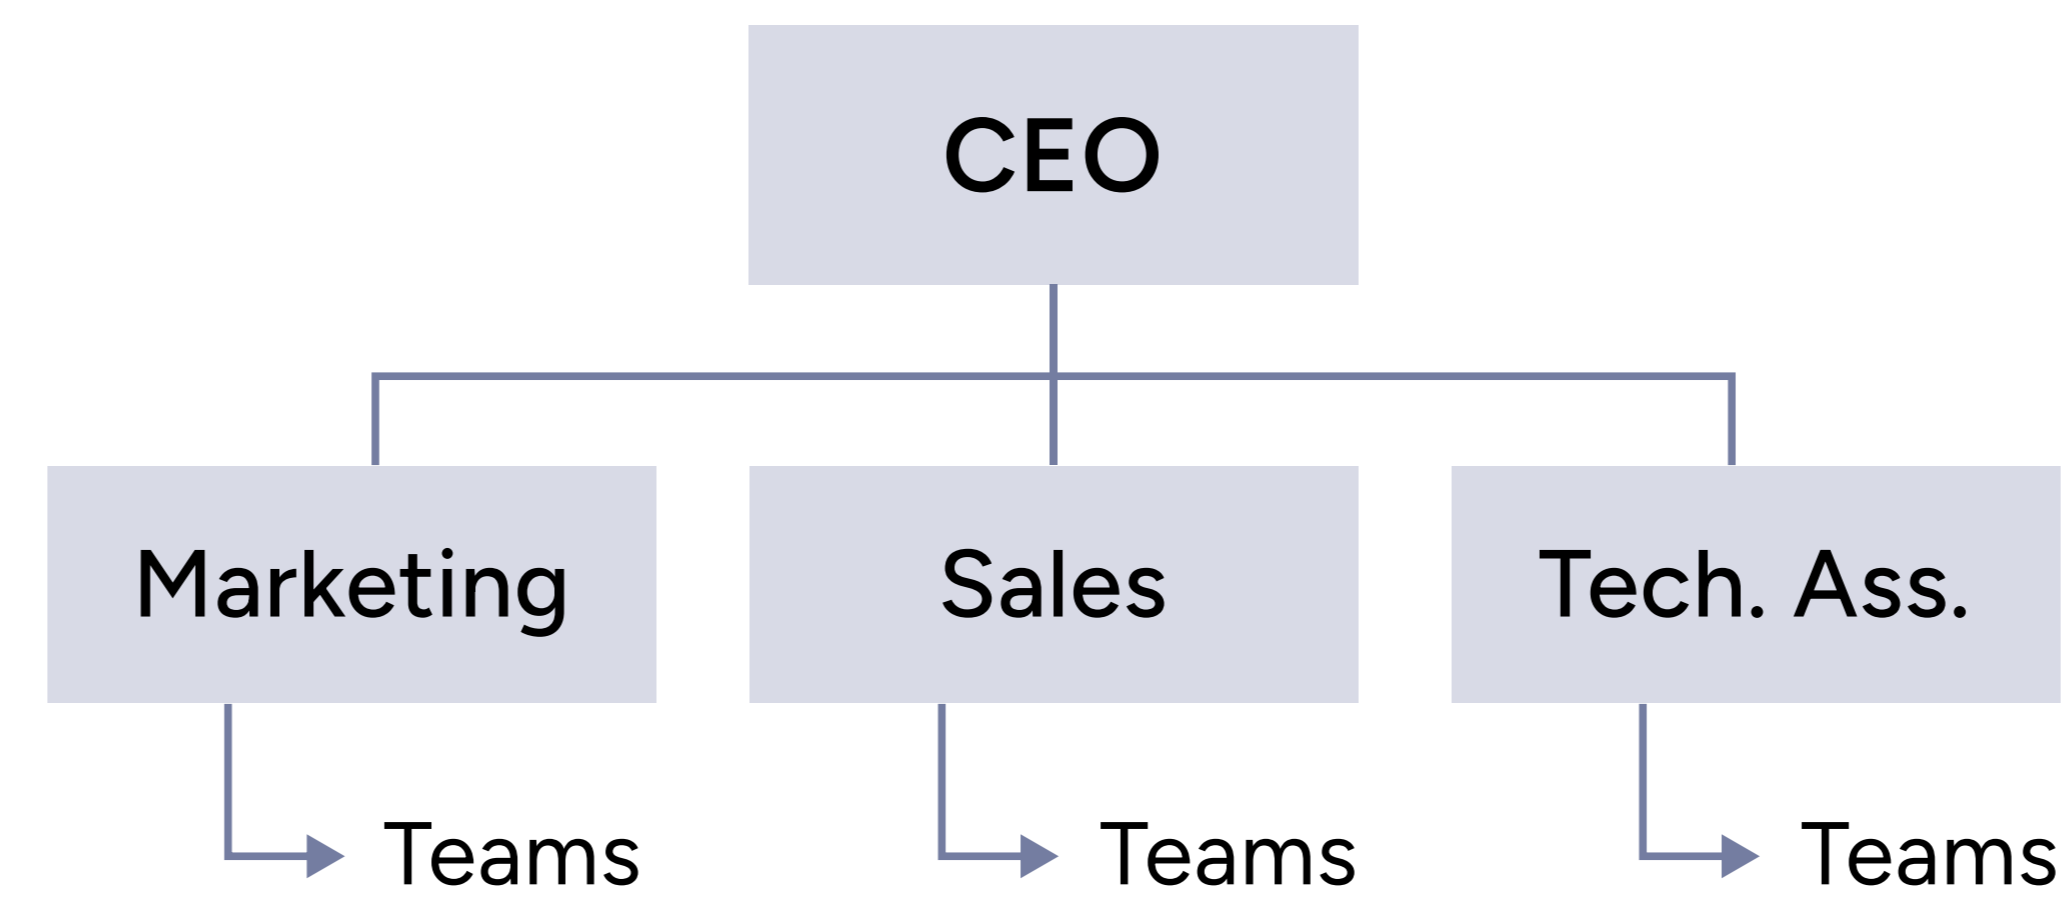 CEO
Marketing
Sales
Tech. Ass.
Teams
Teams
Teams